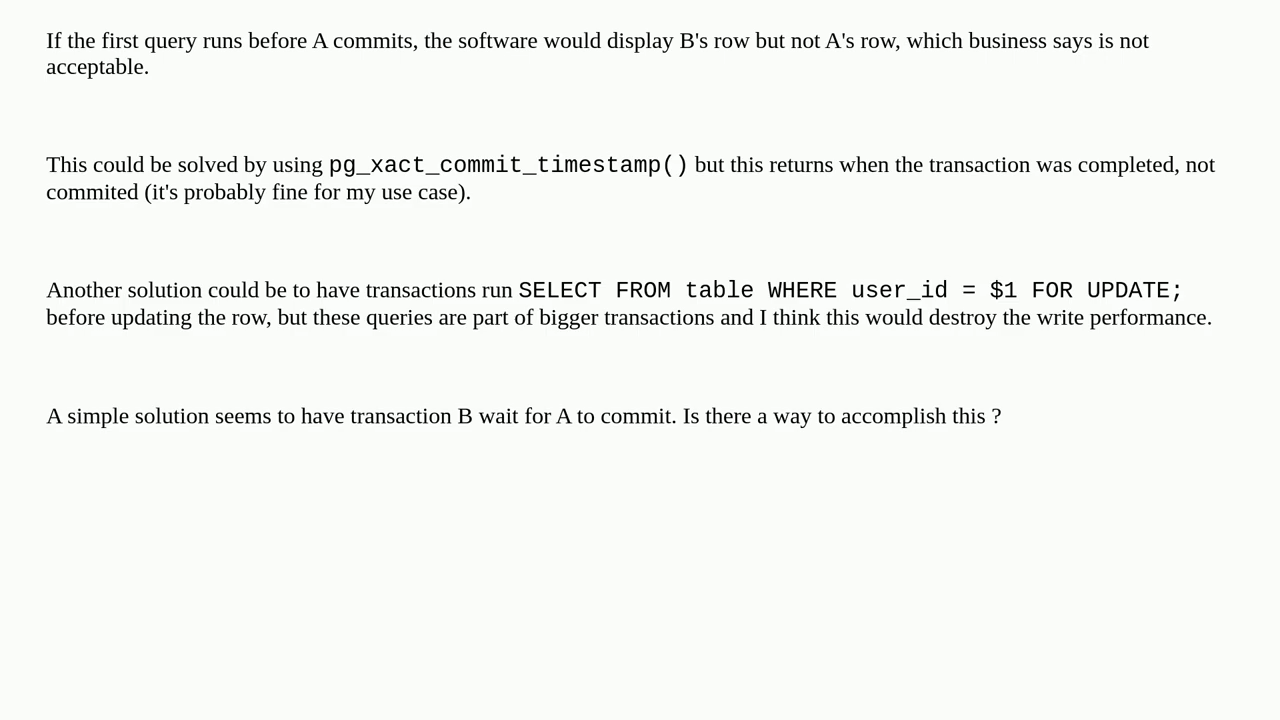 If the first query runs before A commits, the software would display B's row but not A's row, which business says is not
acceptable.
This could be solved by using pg_xact_commit_timestamp() but this returns when the transaction was completed, not
commited (it's probably fine for my use case).
Another solution could be to have transactions run SELECT FROM table WHERE user_id = $1 FOR UPDATE;
before updating the row, but these queries are part of bigger transactions and I think this would destroy the write performance.
A simple solution seems to have transaction B wait for A to commit. Is there a way to accomplish this ?